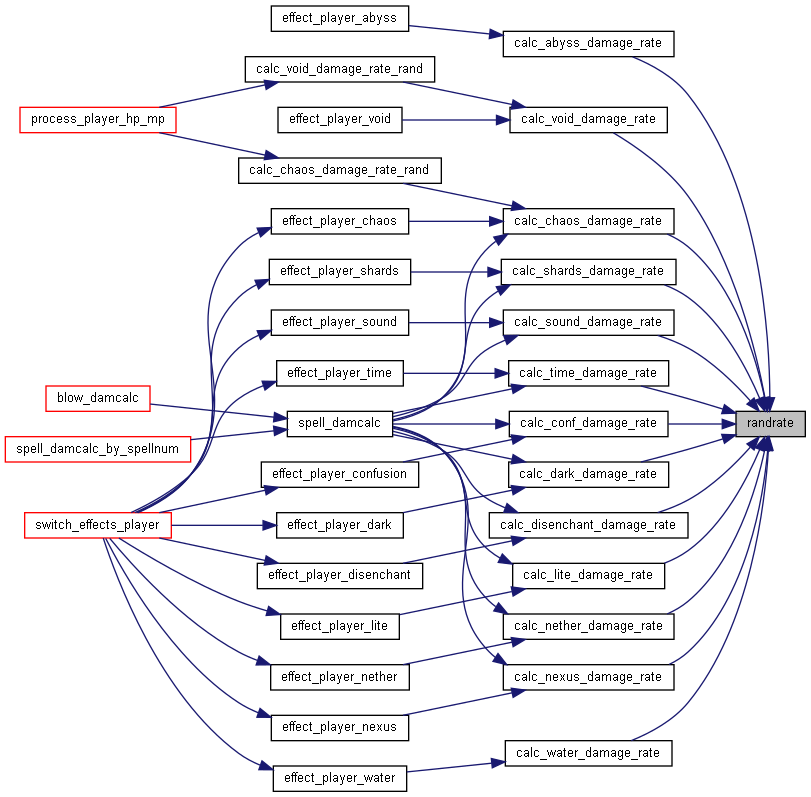 effect_player_abyss
calc_abyss_damage_rate
calc_void_damage_rate_rand
process_player_hp_mp
effect_player_void
calc_void_damage_rate
calc_chaos_damage_rate_rand
effect_player_chaos
calc_chaos_damage_rate
effect_player_shards
calc_shards_damage_rate
effect_player_sound
calc_sound_damage_rate
effect_player_time
calc_time_damage_rate
blow_damcalc
spell_damcalc
calc_conf_damage_rate
randrate
spell_damcalc_by_spellnum
effect_player_confusion
calc_dark_damage_rate
switch_effects_player
effect_player_dark
calc_disenchant_damage_rate
effect_player_disenchant
calc_lite_damage_rate
effect_player_lite
calc_nether_damage_rate
effect_player_nether
calc_nexus_damage_rate
effect_player_nexus
calc_water_damage_rate
effect_player_water